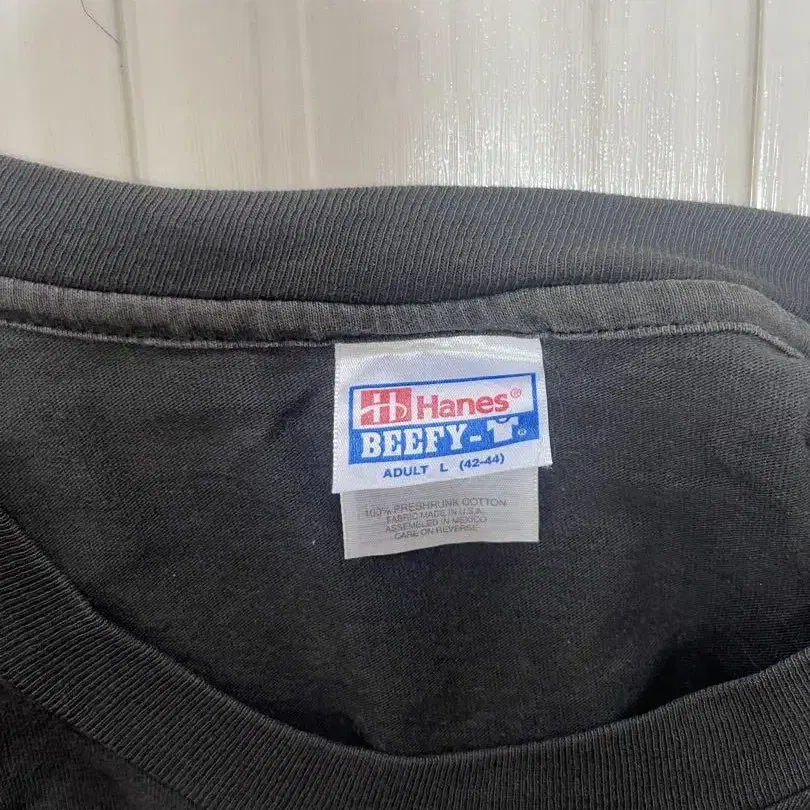 Hanes®
BEEFY-T®
ADULT L (42-44)
100% PRESHRUNK COTTON
FABRIC MADE IN U.S.A.
ASSEMBLED IN MEXICO
CARE ON REVERSE